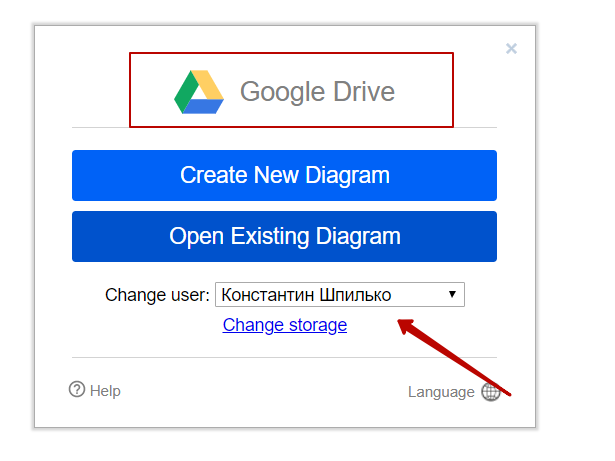 Google Drive
Create New Diagram
Open Existing Diagram
Change user: Константин Шпилько
Change storage
Help Language